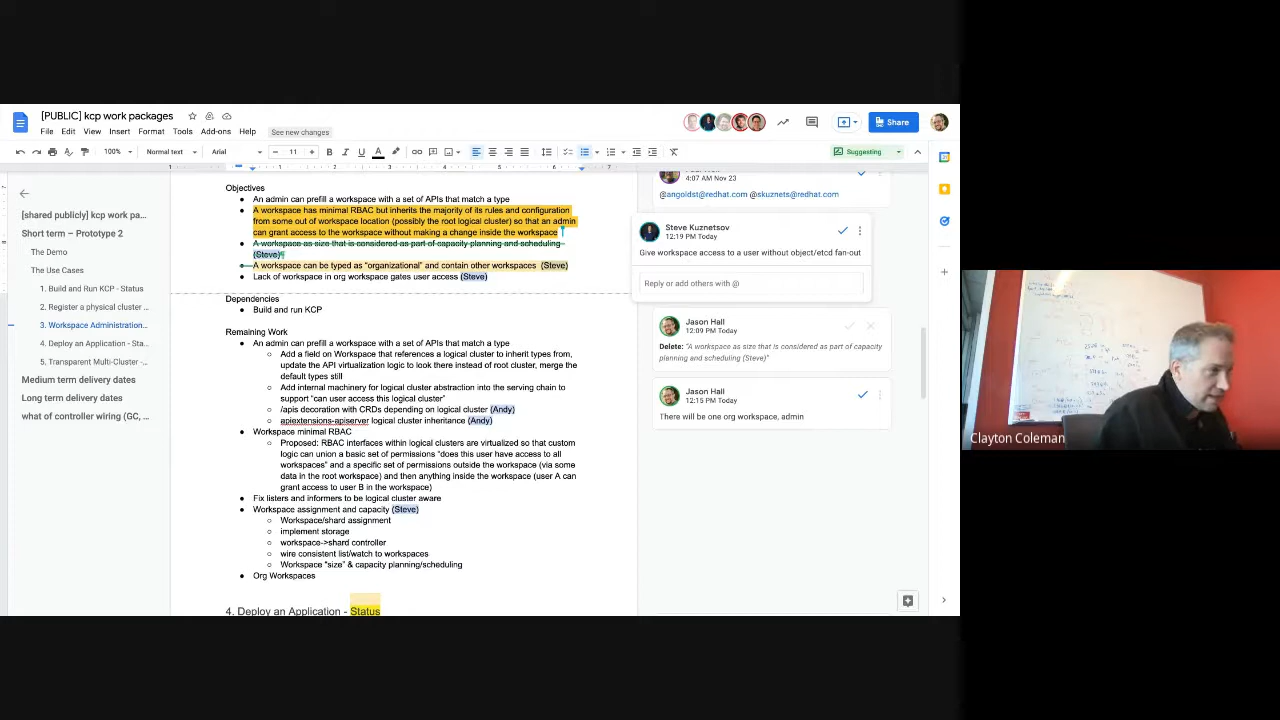 [PUBLIC] kcp work packages
File Edit View Insert Format Tools Add-ons Help See new changes
Share
100% Normal text Arial 11 Suggesting
1 1 2 3 4 5 6 7
[shared publicly] kcp work pa...
Short term – Prototype 2
The Demo
The Use Cases
1. Build and Run KCP - Status
2. Register a physical cluster ...
3. Workspace Administration...
4. Deploy an Application - Sta...
5. Transparent Multi-Cluster -...
Medium term delivery dates
Long term delivery dates
what of controller wiring (GC, ...
Objectives
An admin can prefill a workspace with a set of APIs that match a type
A workspace has minimal RBAC but inherits the majority of its rules and configuration
from some out of workspace location (possibly the root logical cluster) so that an admin
can grant access to the workspace without making a change inside the workspace
A workspace as size that is considered as part of capacity planning and scheduling
(Steve)¶
A workspace can be typed as “organizational” and contain other workspaces (Steve)
Lack of workspace in org workspace gates user access (Steve)
Dependencies
Build and run KCP
Remaining Work
An admin can prefill a workspace with a set of APIs that match a type
Add a field on Workspace that references a logical cluster to inherit types from,
update the API virtualization logic to look there instead of root cluster, merge the
default types still
Add internal machinery for logical cluster abstraction into the serving chain to
support “can user access this logical cluster”
/apis decoration with CRDs depending on logical cluster (Andy)
apiextensions-apiserver logical cluster inheritance (Andy)
Workspace minimal RBAC
Proposed: RBAC interfaces within logical clusters are virtualized so that custom
logic can union a basic set of permissions “does this user have access to all
workspaces” and a specific set of permissions outside the workspace (via some
data in the root workspace) and then anything inside the workspace (user A can
grant access to user B in the workspace)
Fix listers and informers to be logical cluster aware
Workspace assignment and capacity (Steve)
Workspace/shard assignment
implement storage
workspace->shard controller
wire consistent list/watch to workspaces
Workspace “size” & capacity planning/scheduling
Org Workspaces
4. Deploy an Application - Status
4:07 AM Nov 23
@angoldst@redhat.com @skuznets@redhat.com
Steve Kuznetsov
12:19 PM Today
Give workspace access to a user without object/etcd fan-out
Reply or add others with @
Jason Hall
12:09 PM Today
Delete: “A workspace as size that is considered as part of capacity
planning and scheduling (Steve)”
Jason Hall
12:15 PM Today
There will be one org workspace, admin
Clayton Coleman